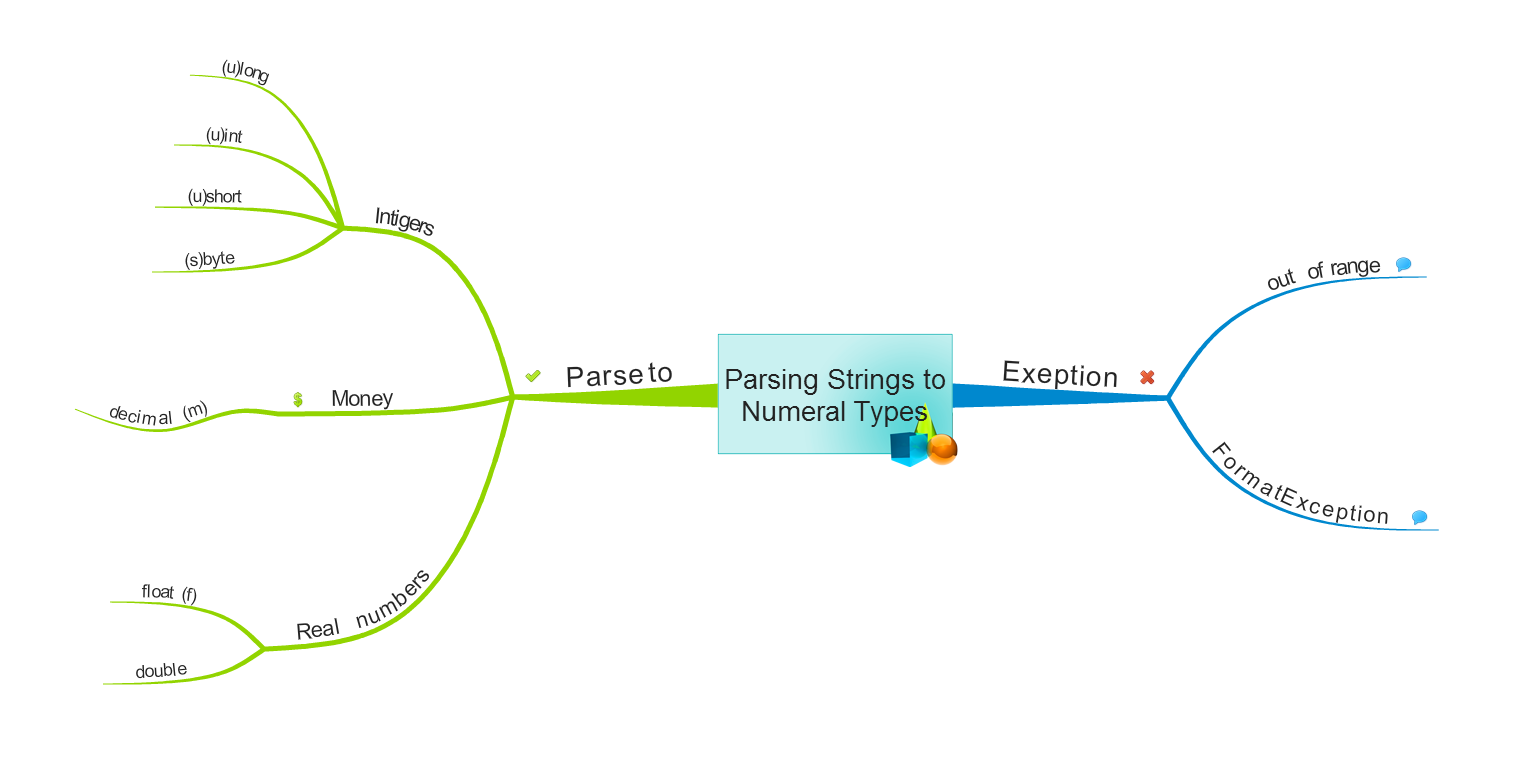 Parsing Strings to
Numeral Types
Parse to
Intigers
(u)long
(u)int
(u)short
(s)byte
Money
$
decimal (m)
Real numbers
float (f)
double
Exeption
out of range
FormatException